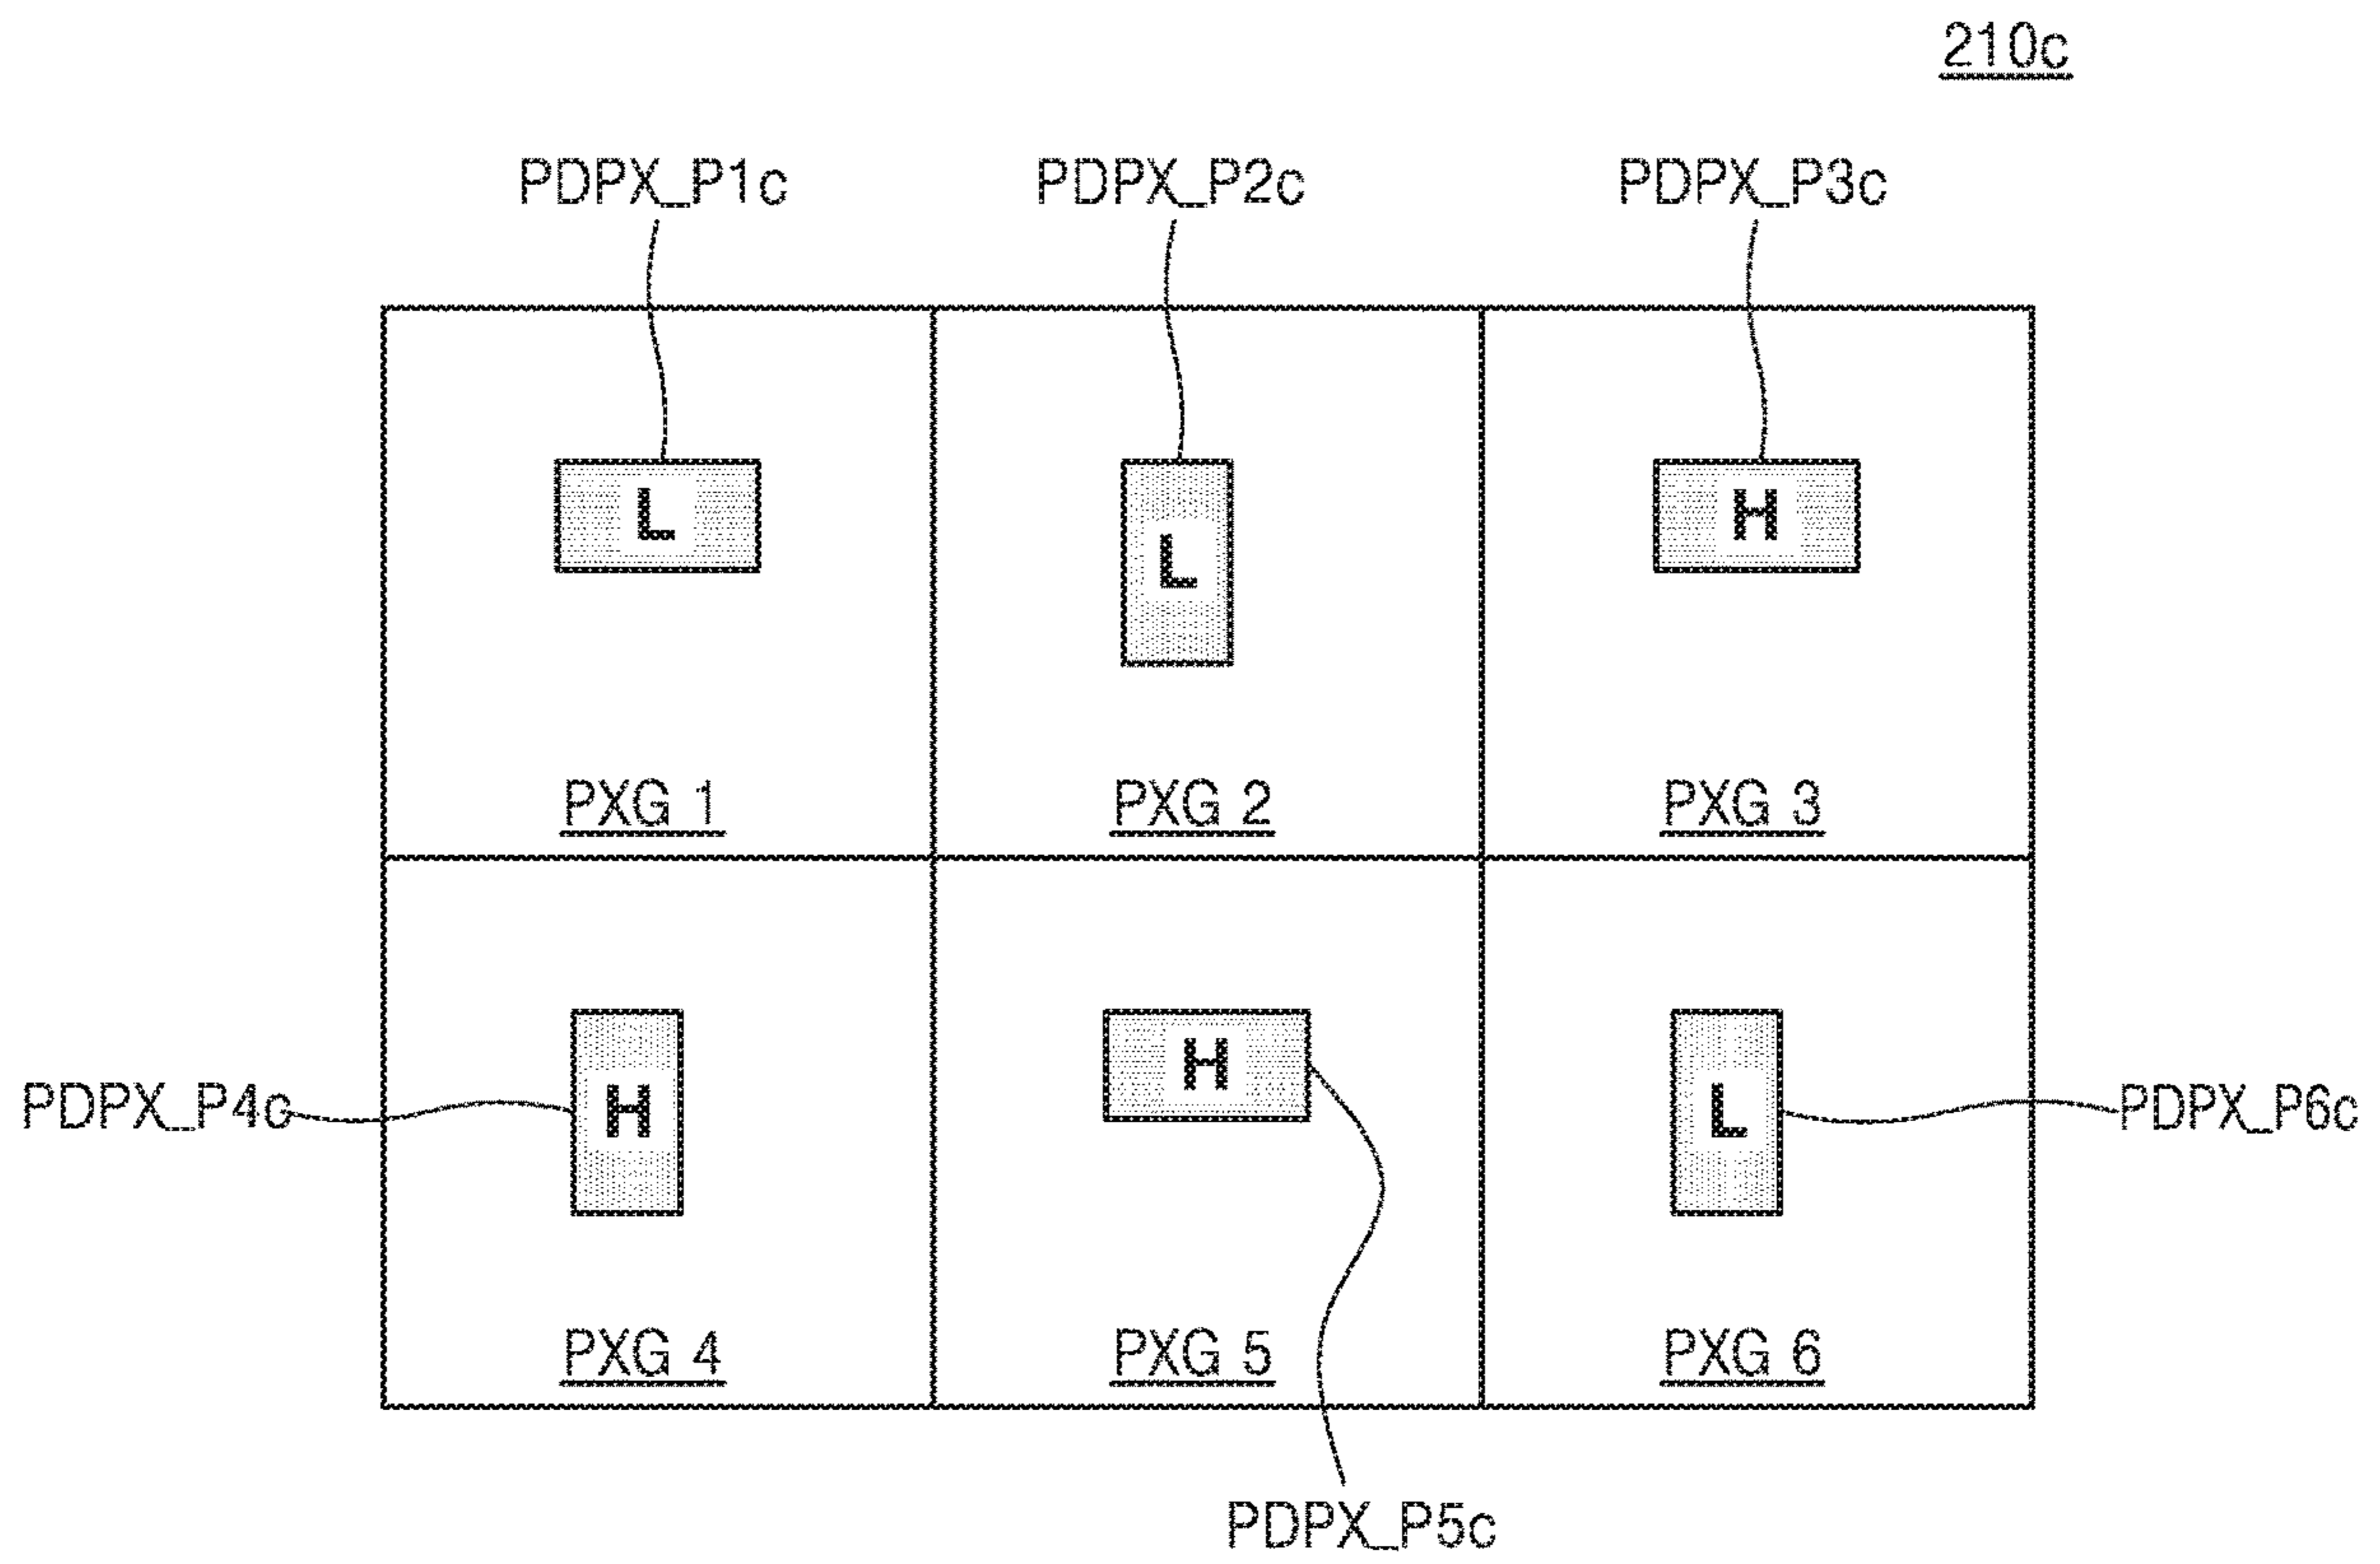 210c
PDPX_P1c PDPX_P2c PDPX_P3c
L L H
PXG 1 PXG 2 PXG 3
PDPX_P4c H H L PDPX_P6c
PXG 4 PXG 5 PXG 6
PDPX_P5c